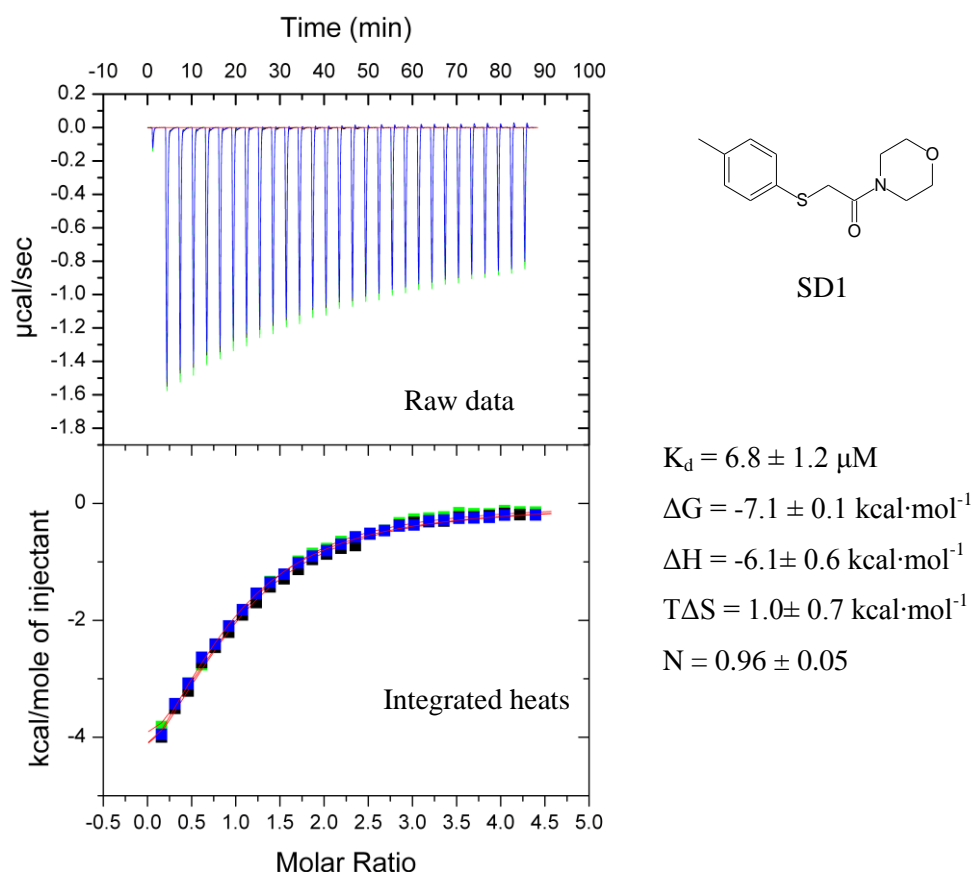 Time (min)
-10 0 10 20 30 40 50 60 70 80 90 100
0.2
0.0
-0.2
-0.4
-0.6
-0.8
-1.0
-1.2
-1.4
-1.6
-1.8
µcal/sec
Raw data
S
O
N
O
SD1
0
-2
-4
kcal/mole of injectant
Integrated heats
-0.5 0.0 0.5 1.0 1.5 2.0 2.5 3.0 3.5 4.0 4.5 5.0
Molar Ratio
K_d = 6.8 ± 1.2 µM
ΔG = -7.1 ± 0.1 kcal·mol⁻¹
ΔH = -6.1± 0.6 kcal·mol⁻¹
TΔS = 1.0± 0.7 kcal·mol⁻¹
N = 0.96 ± 0.05